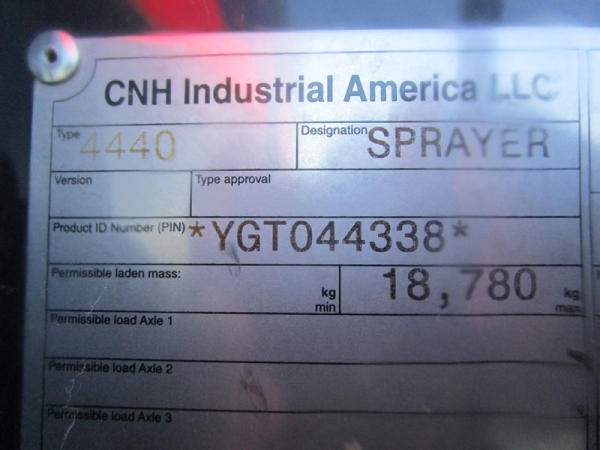 CNH Industrial America LLC
Type 4440 Designation SPRAYER
Version Type approval
Product ID Number (PIN) *YGT044338*
Permissible laden mass: kg min 18,780 kg max
Permissible load Axle 1
Permissible load Axle 2
Permissible load Axle 3